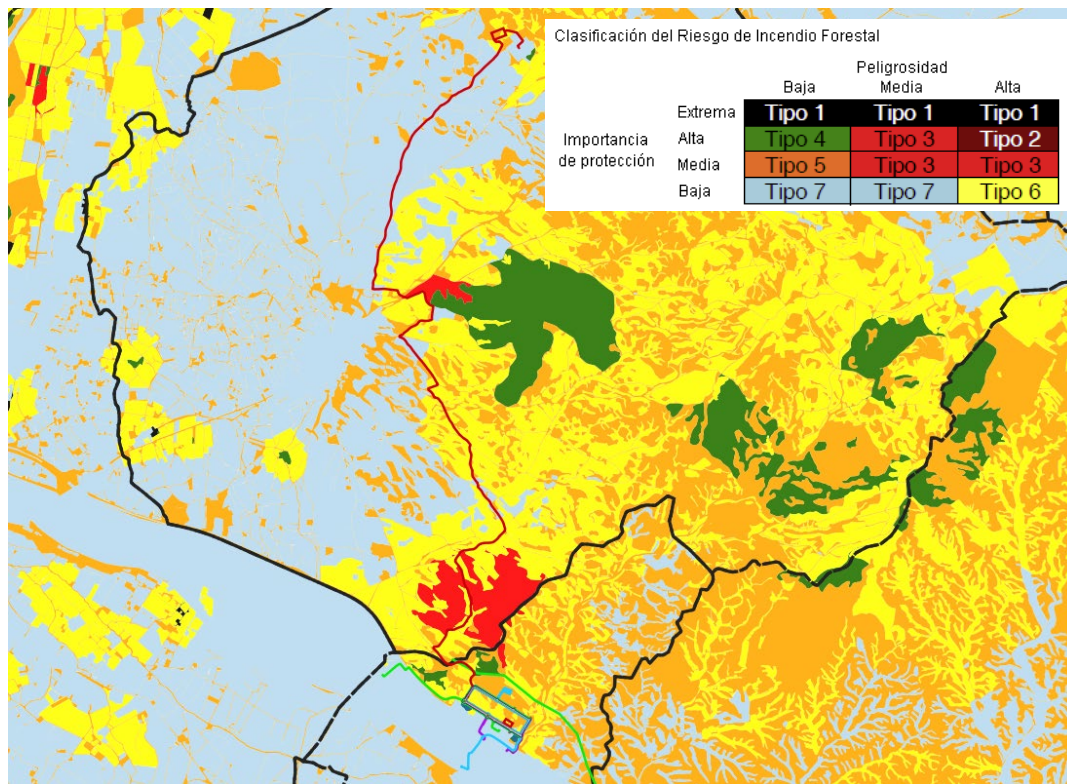 Clasificación del Riesgo de Incendio Forestal
Peligrosidad
Baja Media Alta
Extrema Tipo 1 Tipo 1 Tipo 1
Importancia de protección
Alta Tipo 4 Tipo 3 Tipo 2
Media Tipo 5 Tipo 3 Tipo 3
Baja Tipo 7 Tipo 7 Tipo 6